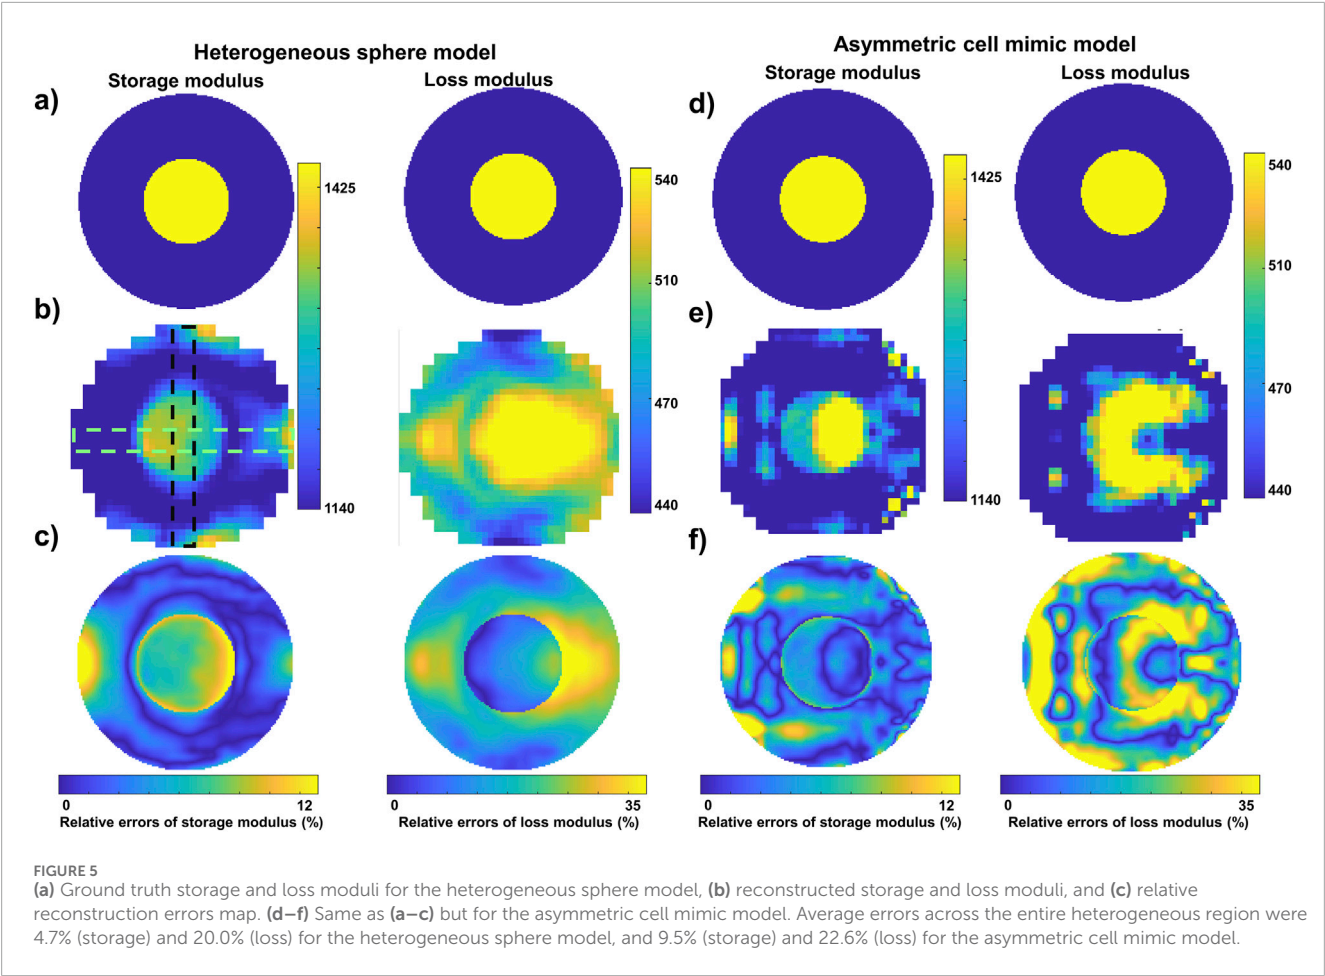 Heterogeneous sphere model
Asymmetric cell mimic model
Storage modulus
Loss modulus
Storage modulus
Loss modulus
a)
d)
1425
540
510
470
440
1140
1425
1140
540
510
470
440
b)
e)
c)
f)
0
12
Relative errors of storage modulus (%)
0
35
Relative errors of loss modulus (%)
0
12
Relative errors of storage modulus (%)
0
35
Relative errors of loss modulus (%)
FIGURE 5
(a) Ground truth storage and loss moduli for the heterogeneous sphere model, (b) reconstructed storage and loss moduli, and (c) relative
reconstruction errors map. (d–f) Same as (a–c) but for the asymmetric cell mimic model. Average errors across the entire heterogeneous region were
4.7% (storage) and 20.0% (loss) for the heterogeneous sphere model, and 9.5% (storage) and 22.6% (loss) for the asymmetric cell mimic model.